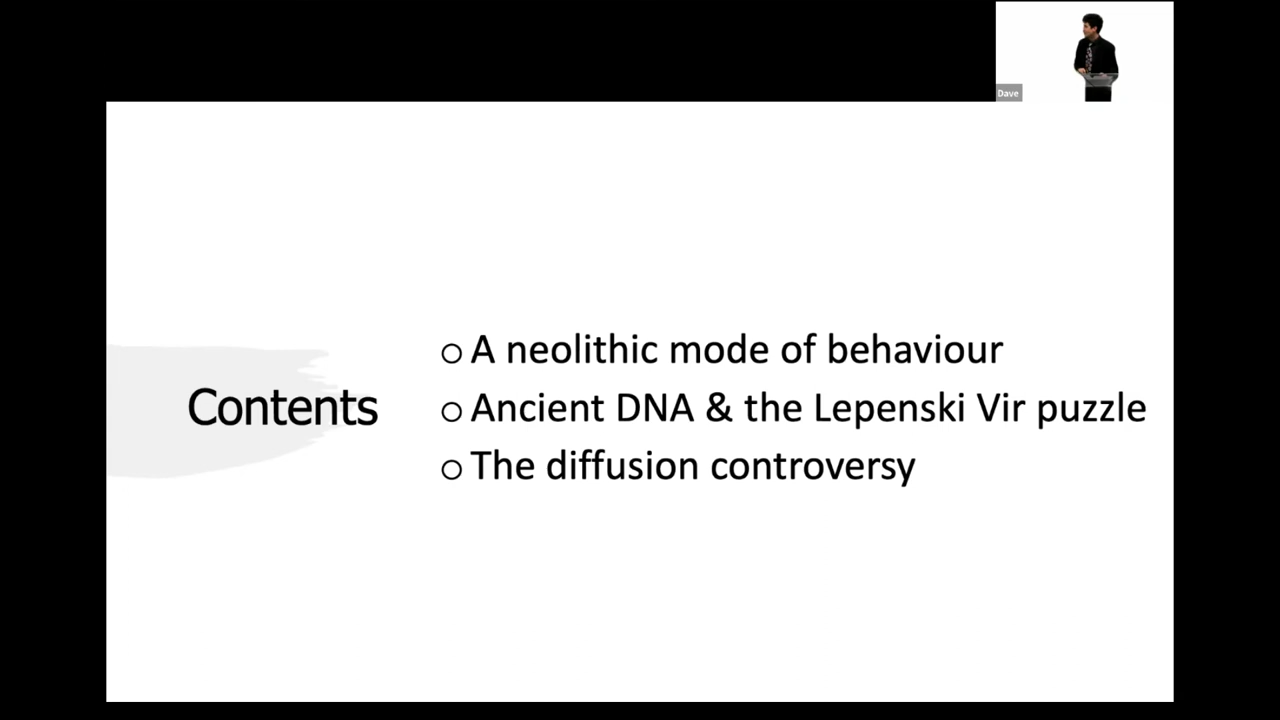 Dave
Contents
A neolithic mode of behaviour
Ancient DNA & the Lepenski Vir puzzle
The diffusion controversy